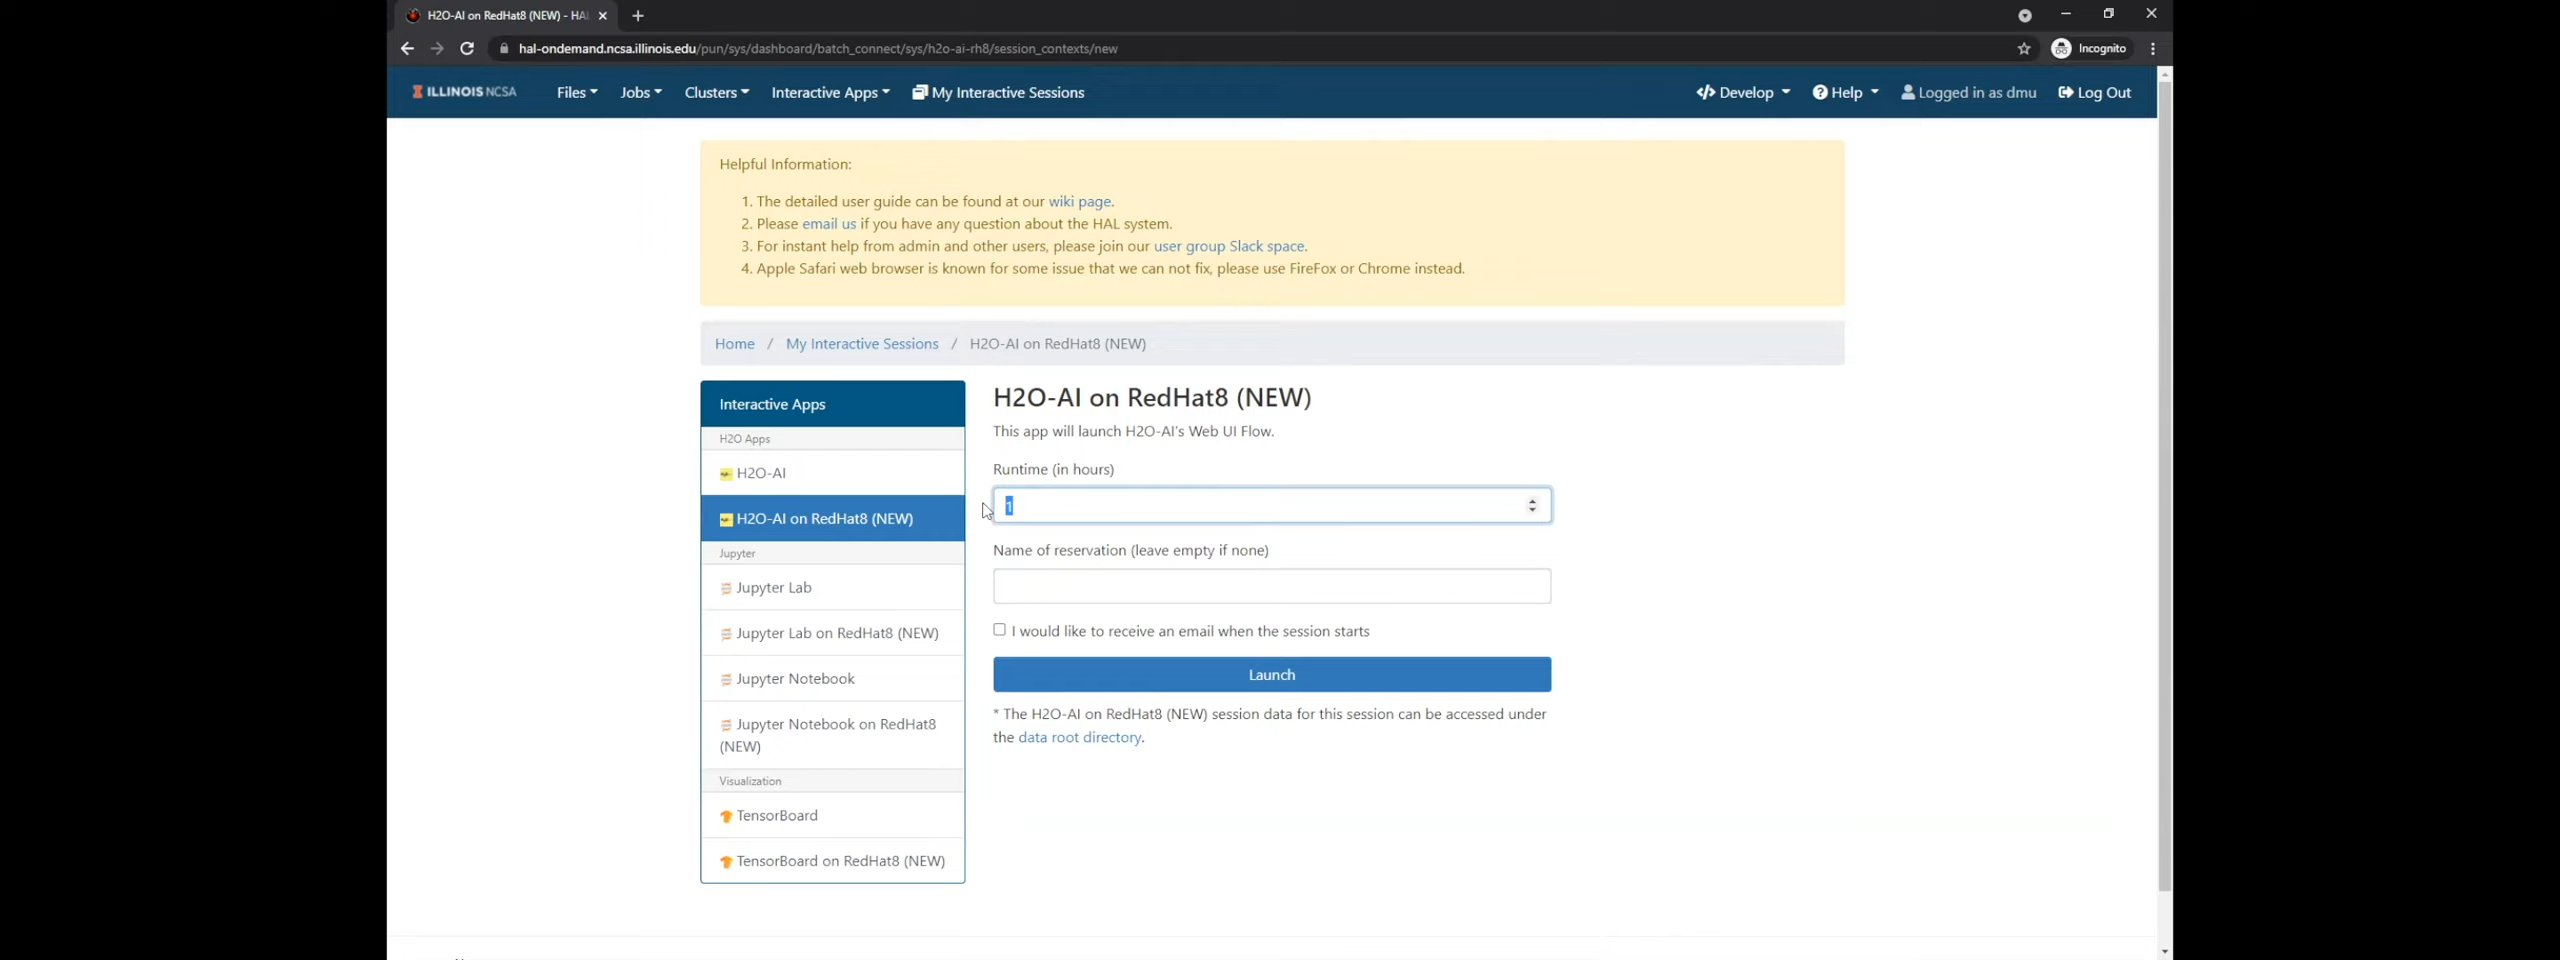 H2O-AI on RedHat8 (NEW) - HAL
hal-ondemand.ncsa.illinois.edu/pun/sys/dashboard/batch_connect/sys/h2o-ai-rh8/session_contexts/new
Incognito
ILLINOIS NCSA
Files
Jobs
Clusters
Interactive Apps
My Interactive Sessions
Develop
Help
Logged in as dmu
Log Out
Helpful Information:
1. The detailed user guide can be found at our wiki page.
2. Please email us if you have any question about the HAL system.
3. For instant help from admin and other users, please join our user group Slack space.
4. Apple Safari web browser is known for some issue that we can not fix, please use FireFox or Chrome instead.
Home / My Interactive Sessions / H2O-AI on RedHat8 (NEW)
Interactive Apps
H2O Apps
H2O-AI
H2O-AI on RedHat8 (NEW)
Jupyter
Jupyter Lab
Jupyter Lab on RedHat8 (NEW)
Jupyter Notebook
Jupyter Notebook on RedHat8
(NEW)
Visualization
TensorBoard
TensorBoard on RedHat8 (NEW)
H2O-AI on RedHat8 (NEW)
This app will launch H2O-AI's Web UI Flow.
Runtime (in hours)
1
Name of reservation (leave empty if none)
I would like to receive an email when the session starts
Launch
* The H2O-AI on RedHat8 (NEW) session data for this session can be accessed under
the data root directory.